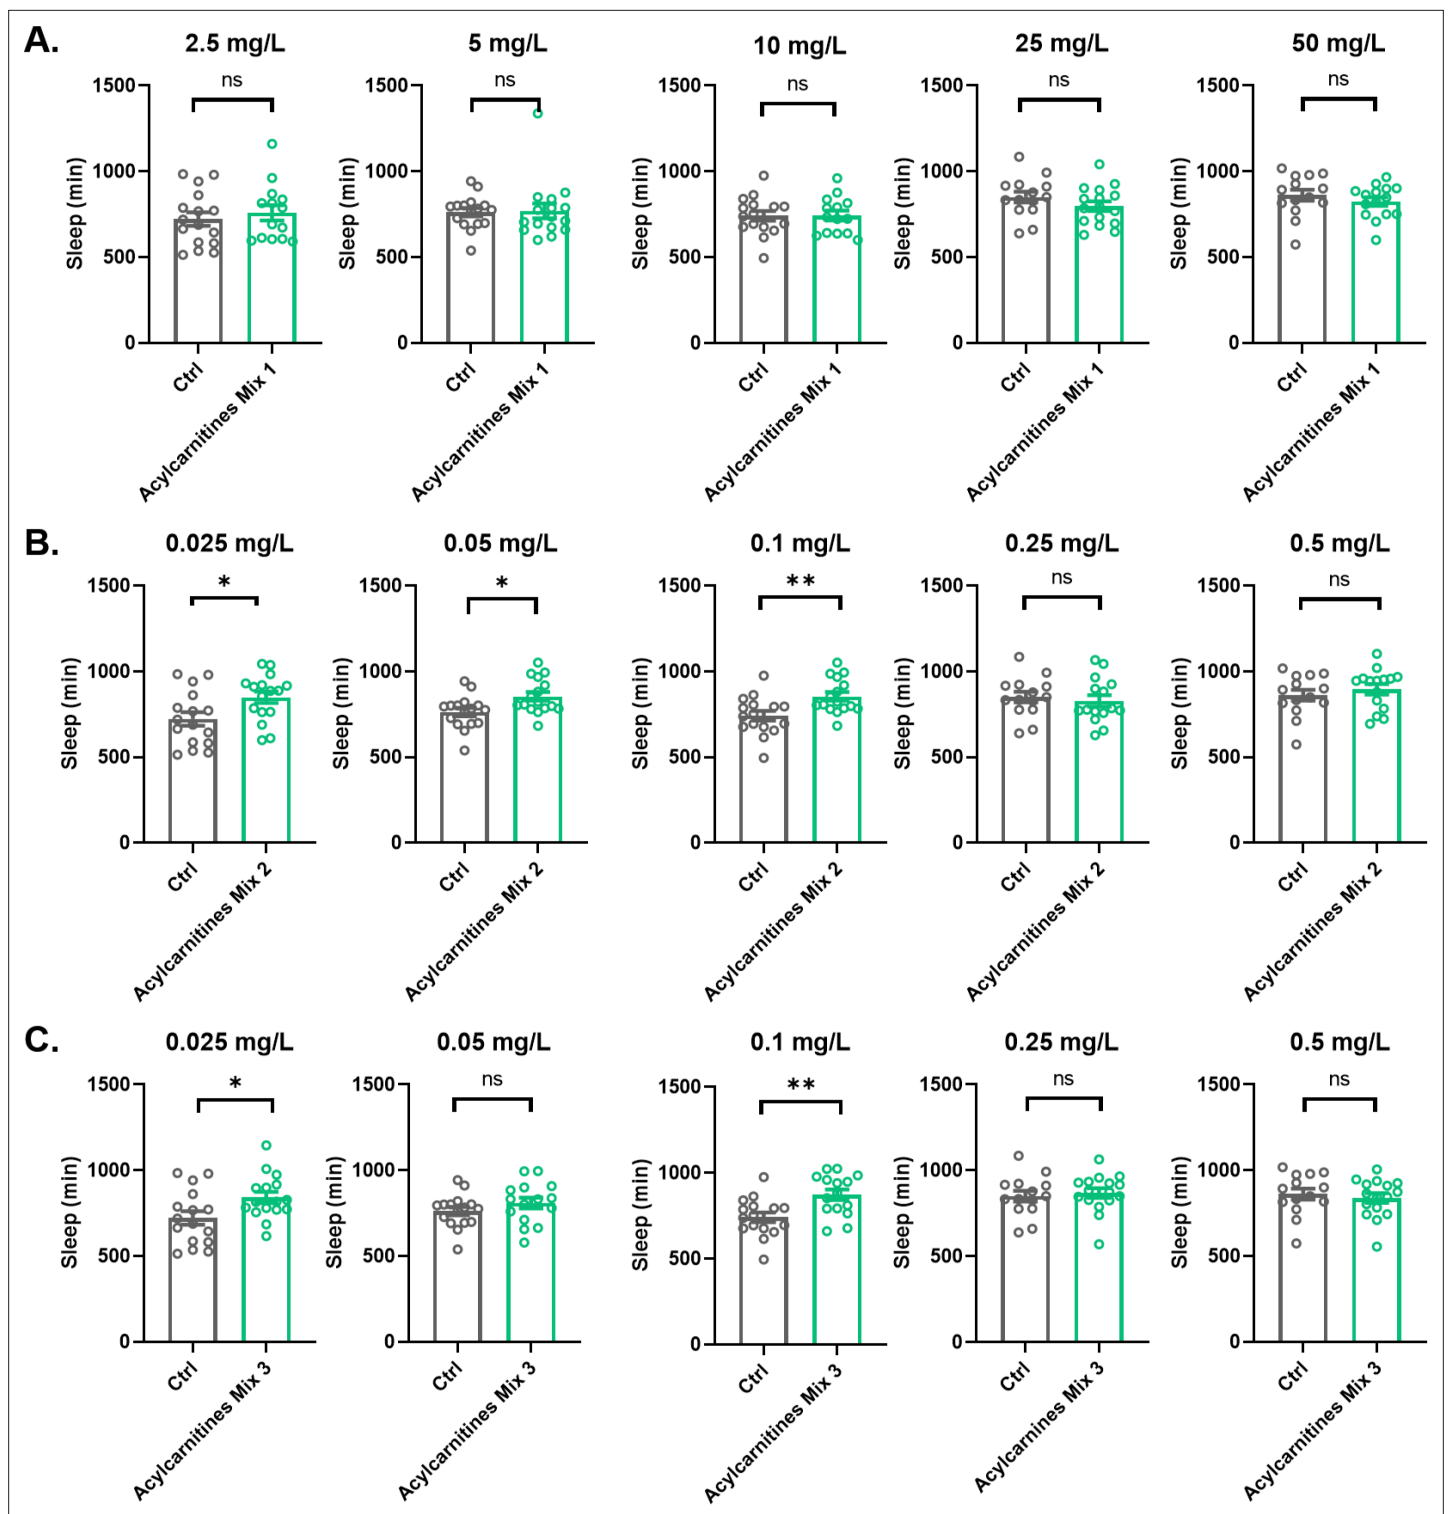 A.
2.5 mg/L 5 mg/L 10 mg/L 25 mg/L 50 mg/L
ns ns ns ns ns
1500 1500 1500 1500 1500
1000 1000 1000 1000 1000
500 500 500 500 500
0 0 0 0 0
Sleep (min) Sleep (min) Sleep (min) Sleep (min) Sleep (min)
Ctrl Acylcarnitines Mix 1 Ctrl Acylcarnitines Mix 1 Ctrl Acylcarnitines Mix 1 Ctrl Acylcarnitines Mix 1 Ctrl Acylcarnitines Mix 1
B.
0.025 mg/L 0.05 mg/L 0.1 mg/L 0.25 mg/L 0.5 mg/L
* * ** ns ns
1500 1500 1500 1500 1500
1000 1000 1000 1000 1000
500 500 500 500 500
0 0 0 0 0
Sleep (min) Sleep (min) Sleep (min) Sleep (min) Sleep (min)
Ctrl Acylcarnitines Mix 2 Ctrl Acylcarnitines Mix 2 Ctrl Acylcarnitines Mix 2 Ctrl Acylcarnitines Mix 2 Ctrl Acylcarnitines Mix 2
C.
0.025 mg/L 0.05 mg/L 0.1 mg/L 0.25 mg/L 0.5 mg/L
* ns ** ns ns
1500 1500 1500 1500 1500
1000 1000 1000 1000 1000
500 500 500 500 500
0 0 0 0 0
Sleep (min) Sleep (min) Sleep (min) Sleep (min) Sleep (min)
Ctrl Acylcarnitines Mix 3 Ctrl Acylcarnitines Mix 3 Ctrl Acylcarnitines Mix 3 Ctrl Acylcarnines Mix 3 Ctrl Acylcarnitines Mix 3